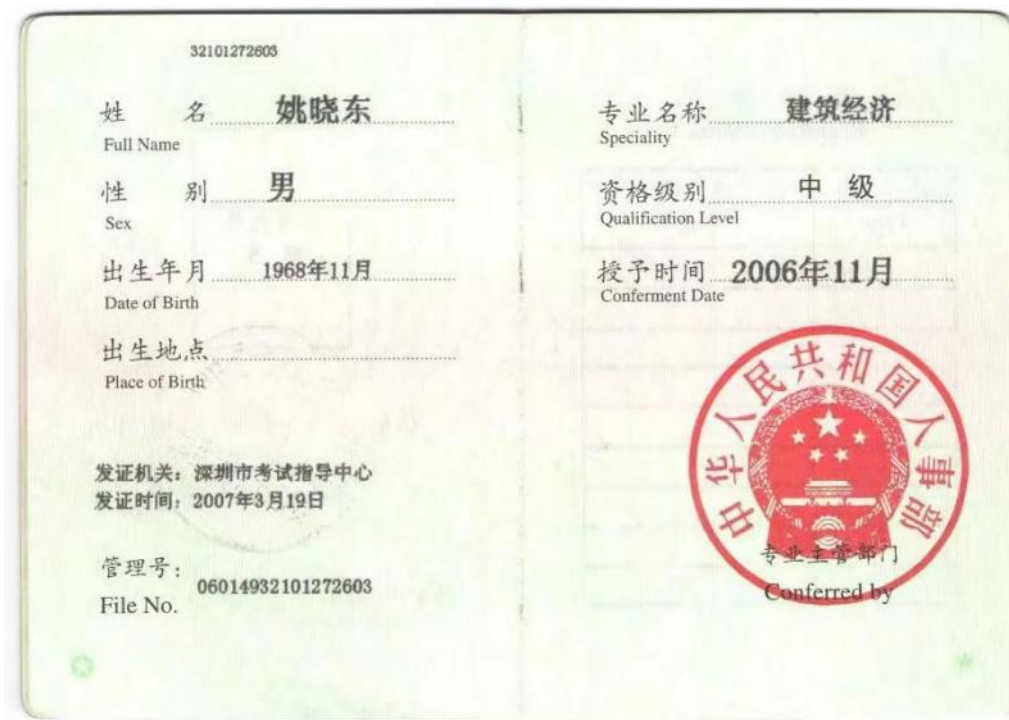 32101272603
姓 名 姚晓东
Full Name
性 别 男
Sex
出生年月 1968年11月
Date of Birth
出生地点
Place of Birth
发证机关：深圳市考试指导中心
发证时间：2007年3月19日
管理号：
06014932101272603
File No.
专业名称 建筑经济
Speciality
资格级别 中 级
Qualification Level
授予时间 2006年11月
Conferment Date
中华人民共和国人事部
专业主管部门
Conferred by